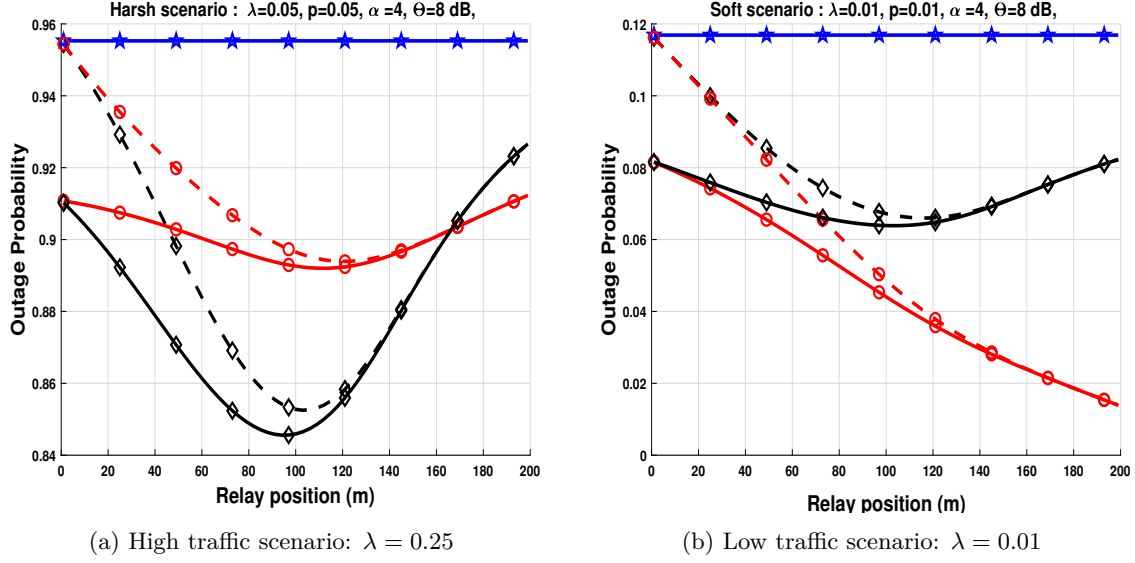 Harsh scenario : λ=0.05, p=0.05, α =4, Θ=8 dB,
0.96
0.94
0.92
0.9
0.88
0.86
0.84
Outage Probability
0 20 40 60 80 100 120 140 160 180 200
Relay position (m)
(a) High traffic scenario: λ = 0.25
Soft scenario : λ=0.01, p=0.01, α =4, Θ=8 dB,
0.12
0.1
0.08
0.06
0.04
0.02
0
Outage Probability
0 20 40 60 80 100 120 140 160 180 200
Relay position (m)
(b) Low traffic scenario: λ = 0.01